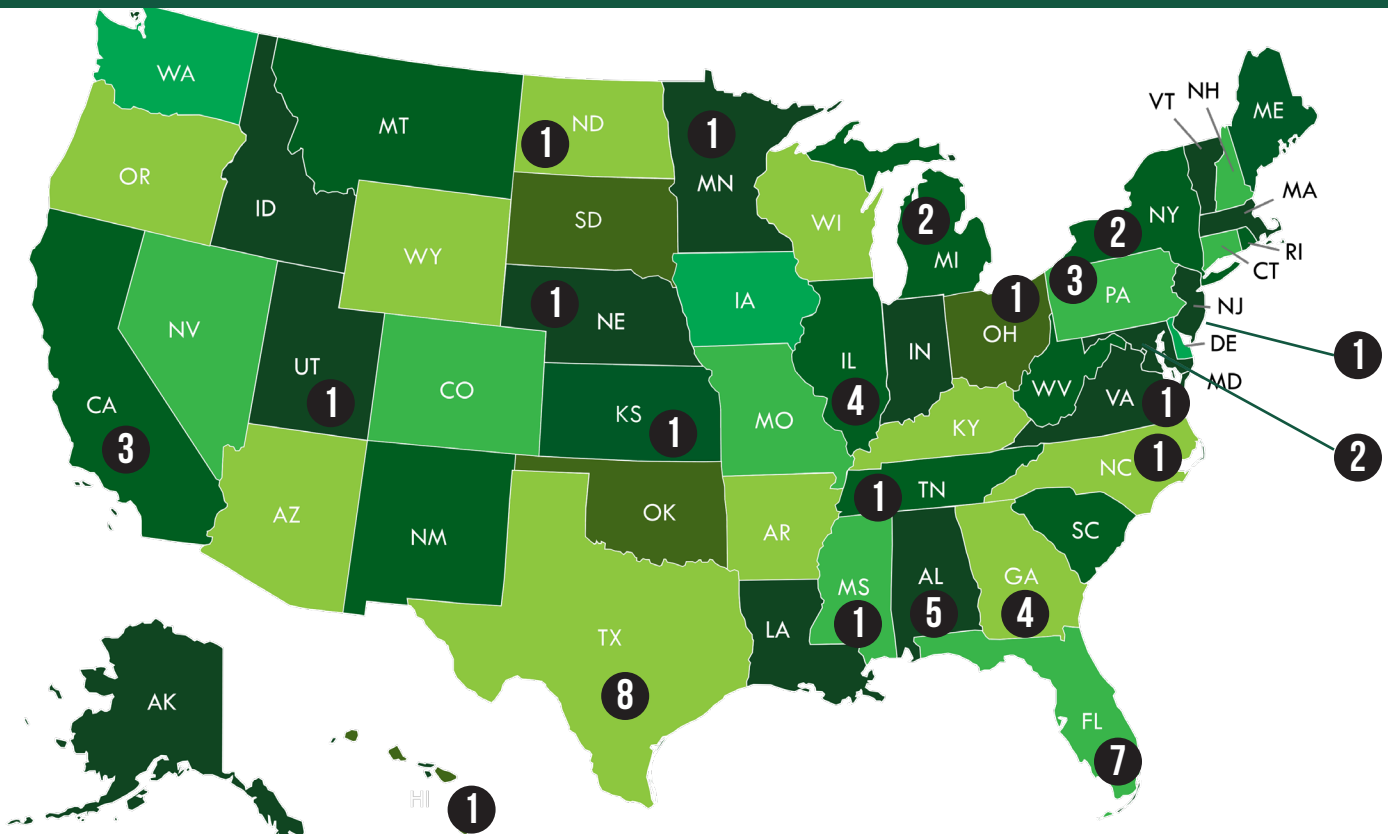 WA
MT
ND
1
1
MN
OR
ID
SD
WI
2
MI
VT
NH
ME
NY
2
MA
RI
CT
WY
1
NE
IA
3
PA
1
OH
NJ
DE
MD
1
NV
UT
1
CO
IL
4
IN
WV
VA
1
2
CA
3
KS
1
MO
KY
NC
1
AZ
NM
OK
AR
1
TN
SC
MS
1
AL
5
GA
4
TX
8
LA
AK
FL
7
HI
1